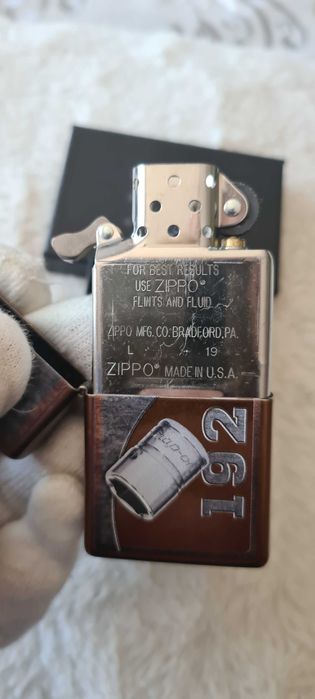 FOR BEST RESULTS
USE ZIPPO®
FLINTS AND FLUID
ZIPPO MFG. CO. BRADFORD, PA.
L 19
ZIPPO® MADE IN U.S.A.
192